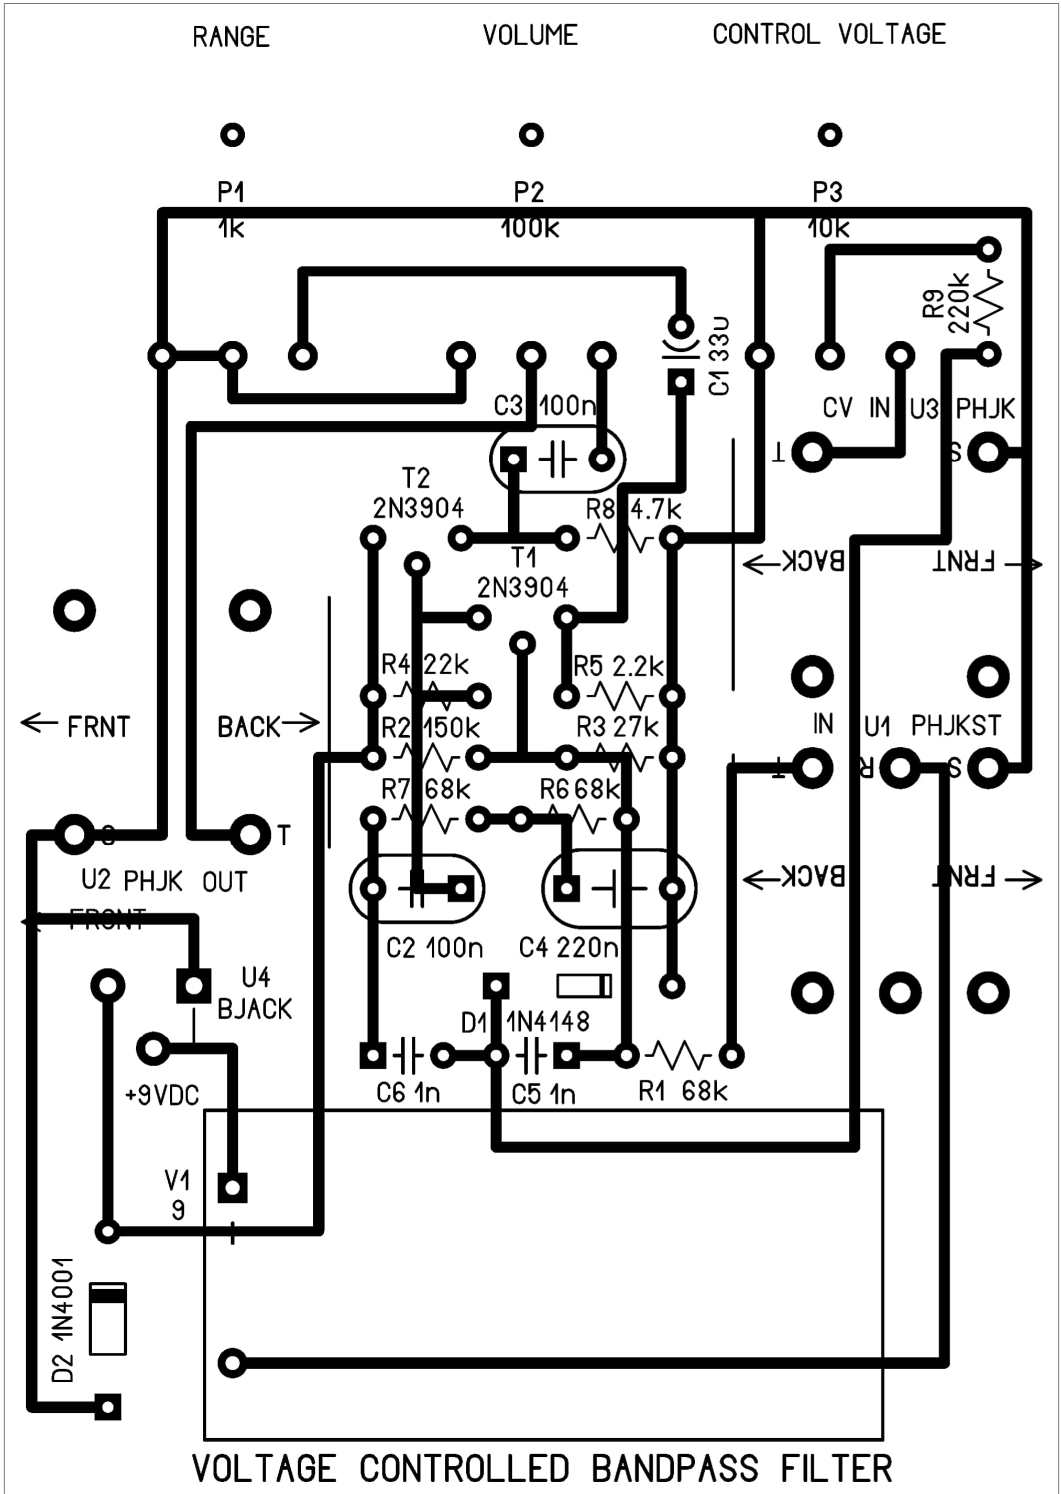 RANGE
VOLUME
CONTROL VOLTAGE
P1
1k
P2
100k
P3
10k
R9
220k
C1 33u
C3 100n
CV IN U3 PHJK
T
S
T2
2N3904
R8 4.7k
T1
2N3904
BACK
FRNT
R4 22k
R5 2.2k
FRNT
BACK
R2 150k
R3 27k
IN U1 PHJKST
T
R
S
R7 68k
R6 68k
S
T
U2 PHJK OUT
BACK
FRNT
FRONT
C2 100n
C4 220n
U4
BJACK
D1 1N4148
+9VDC
C6 1n
C5 1n
R1 68k
V1
9
D2 1N4001
VOLTAGE CONTROLLED BANDPASS FILTER